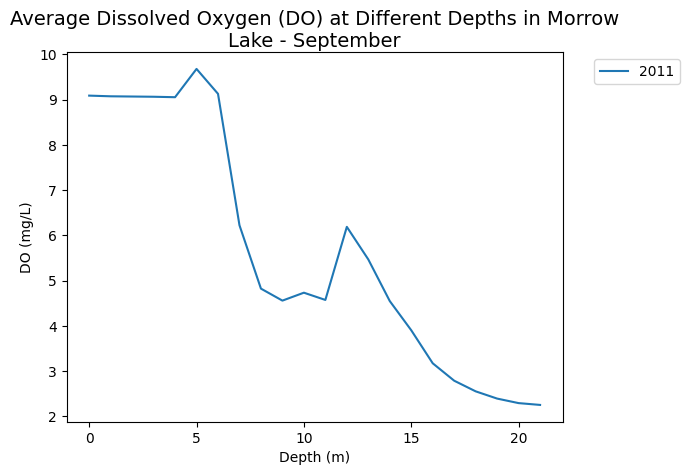 Average Dissolved Oxygen (DO) at Different Depths in Morrow
Lake - September
2011
10
9
8
7
6
5
4
3
2
DO (mg/L)
0 5 10 15 20
Depth (m)